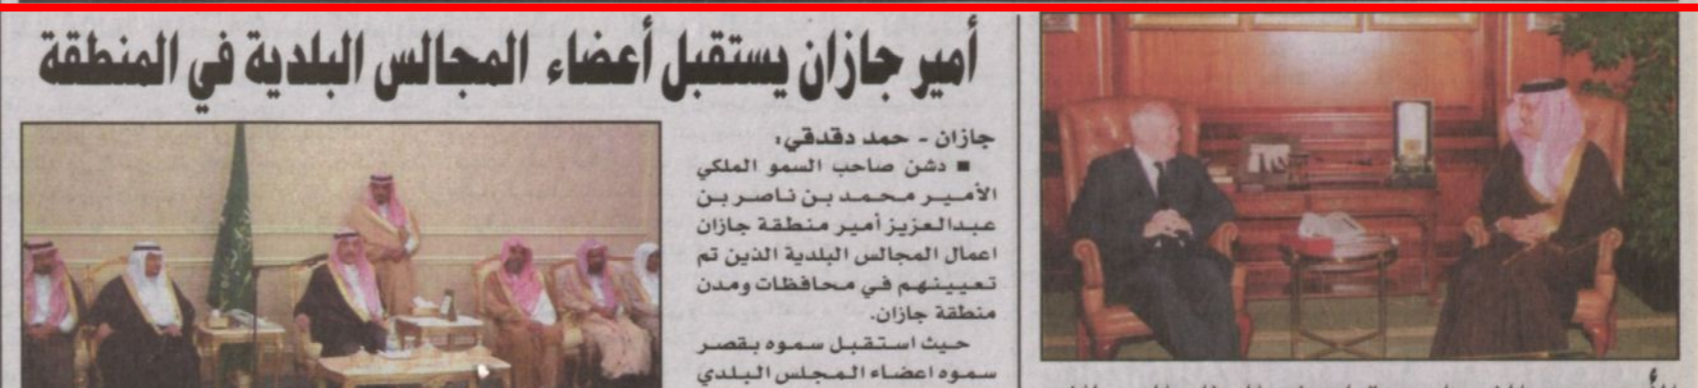 أمير جازان يستقبل أعضاء المجالس البلدية في المنطقة
جازان - حمد دقدقي:
■ دشن صاحب السمو الملكي
الأمير محمد بن ناصر بن
عبدالعزيز أمير منطقة جازان
اعمال المجالس البلدية الذين تم
تعيينهم في محافظات ومدن
منطقة جازان.
حيث استقبل سموه بقصر
سموه اعضاء المجلس البلدي